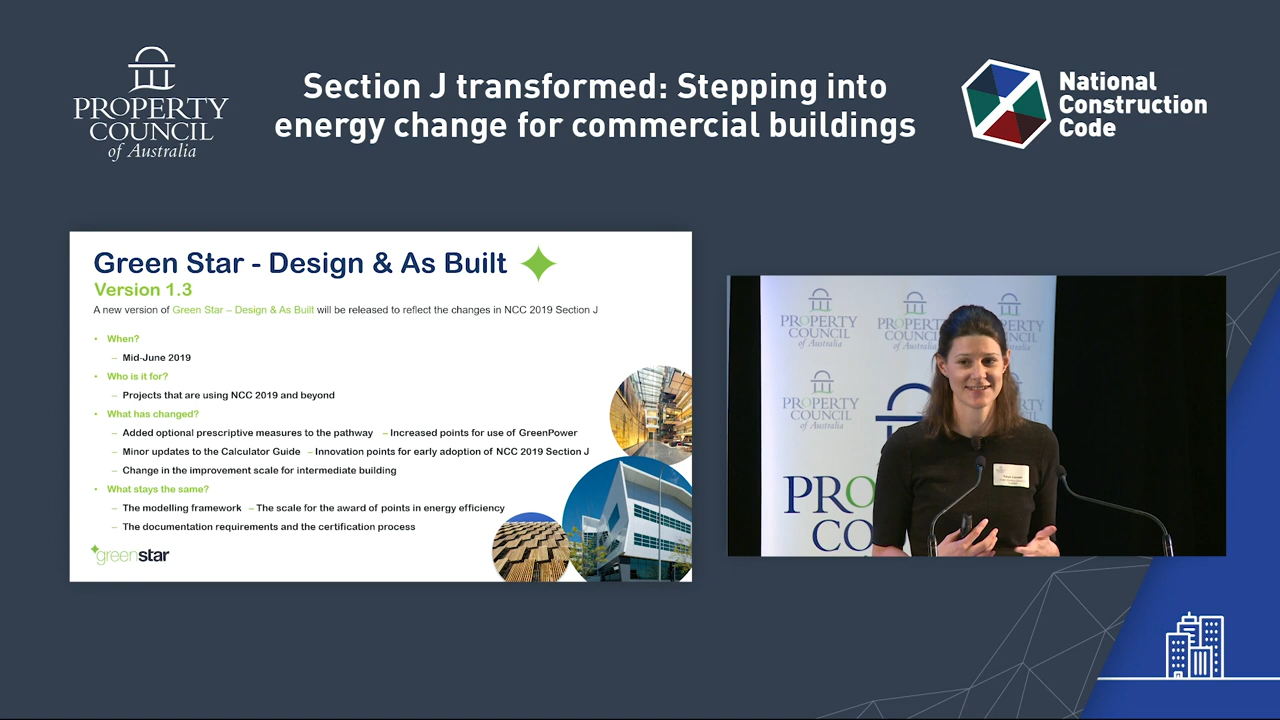 PROPERTY
COUNCIL
of Australia
Section J transformed: Stepping into
energy change for commercial buildings
National
Construction
Code
Green Star - Design & As Built
Version 1.3
A new version of Green Star – Design & As Built will be released to reflect the changes in NCC 2019 Section J
• When?
– Mid-June 2019
• Who is it for?
– Projects that are using NCC 2019 and beyond
• What has changed?
– Added optional prescriptive measures to the pathway – Increased points for use of GreenPower
– Minor updates to the Calculator Guide – Innovation points for early adoption of NCC 2019 Section J
– Change in the improvement scale for intermediate building
• What stays the same?
– The modelling framework – The scale for the award of points in energy efficiency
– The documentation requirements and the certification process
greenstar
PROPERTY
COUNCIL
of Australia
PROPERTY
COUNCIL
of Australia
PROPERTY
COUNCIL
of Australia
PRO
CO